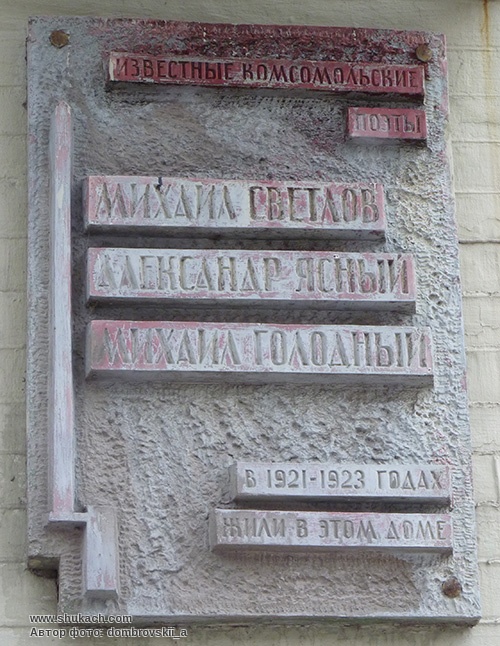 ИЗВЕСТНЫЕ КОМСОМОЛЬСКИЕ
ПОЭТЫ
МИХАИЛ СВЕТЛОВ
АЛЕКСАНДР ЯСНЫЙ
МИХАИЛ ГОЛОДНЫЙ
В 1921-1923 ГОДАХ
ЖИЛИ В ЭТОМ ДОМЕ
www.shukach.com
Автор фото: dombrovskii_a